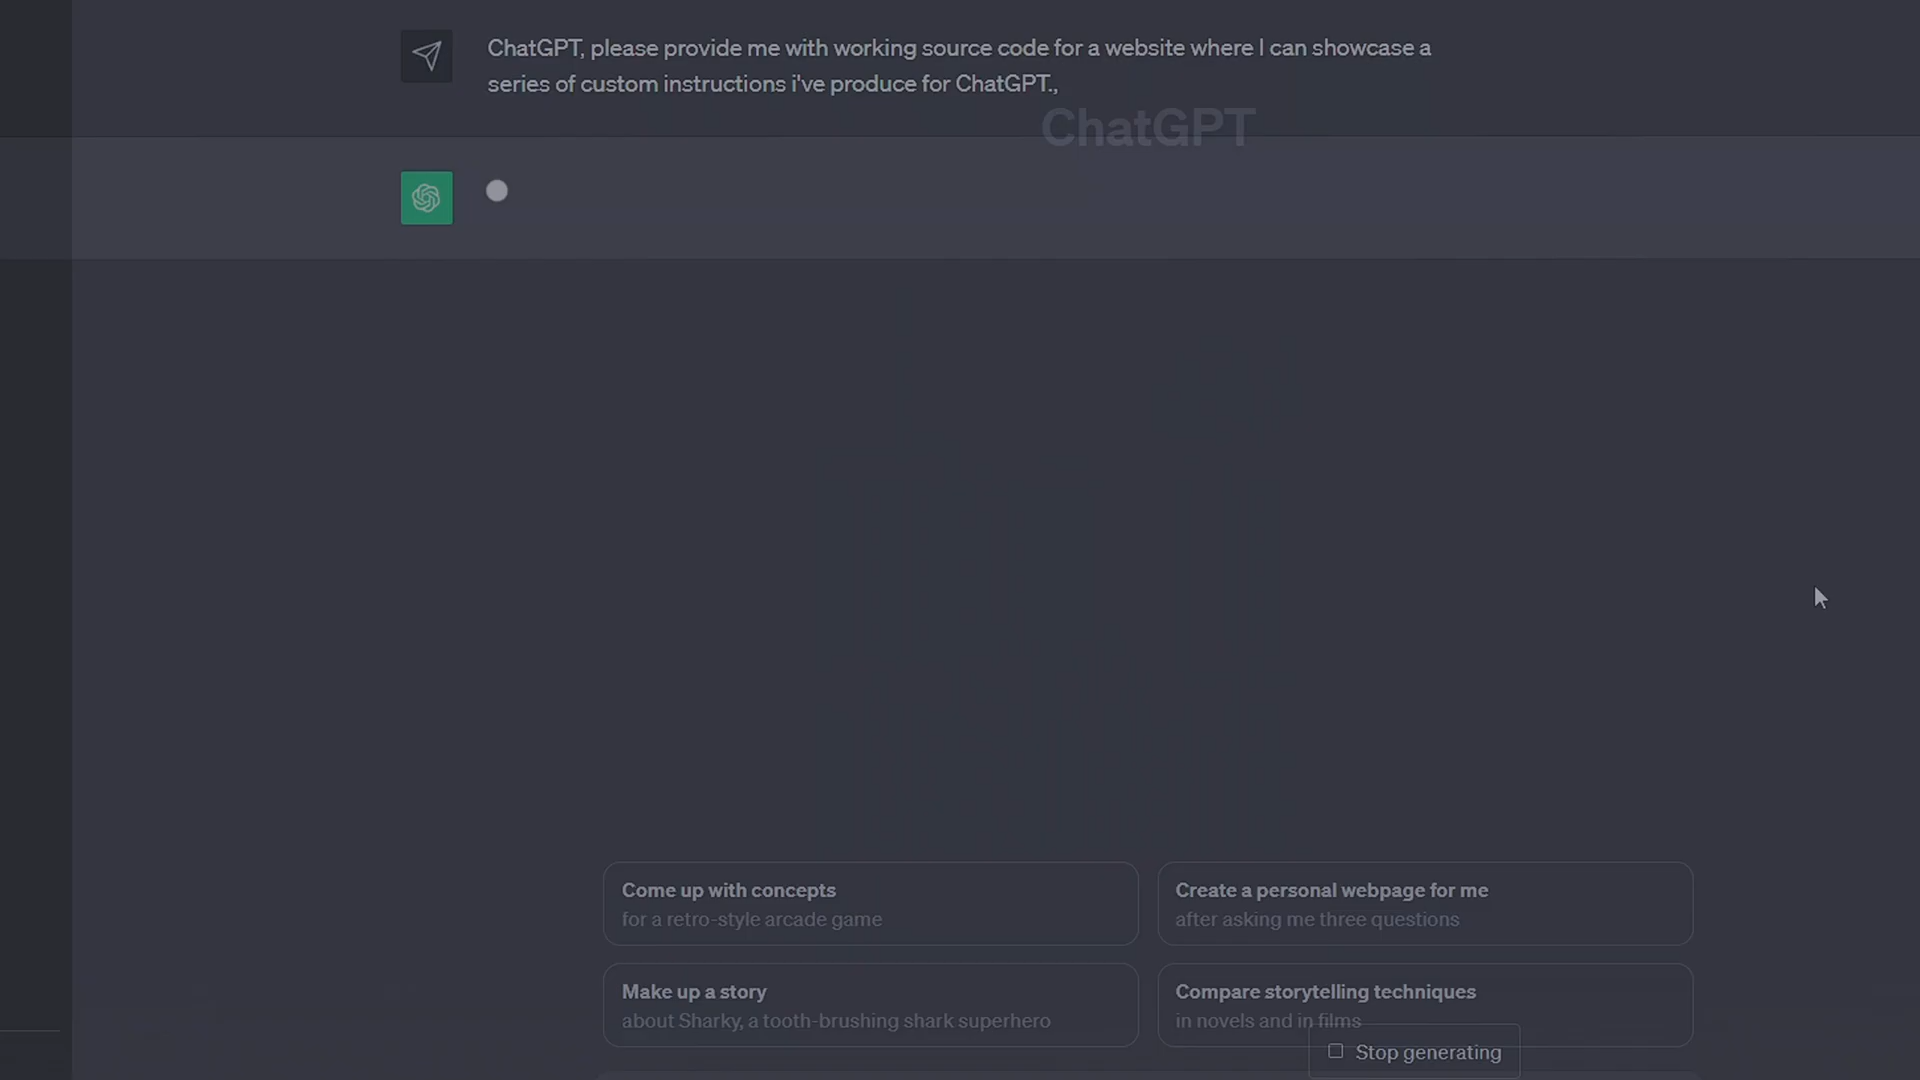 ChatGPT, please provide me with working source code for a website where I can showcase a
series of custom instructions i've produce for ChatGPT.,
ChatGPT
Come up with concepts
for a retro-style arcade game
Create a personal webpage for me
after asking me three questions
Make up a story
about Sharky, a tooth-brushing shark superhero
Compare storytelling techniques
in novels and in films
Stop generating